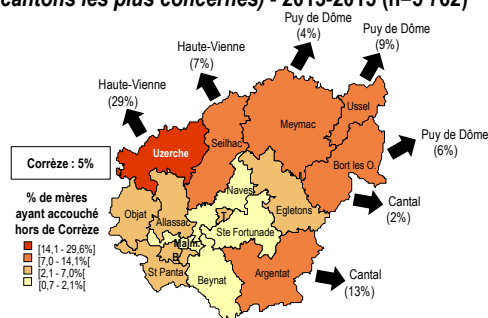 cantons les plus concernés) - 2013-2015 (n=5 762)
Puy de Dôme
(4%)
Haute-Vienne
(7%)
Puy de Dôme
(9%)
Haute-Vienne
(29%)
Ussel
Meymac
Uzerche
Seilhac
Puy de Dôme
(6%)
Bort les O.
Corrèze : 5%
Naves
Cantal
(2%)
% de mères
ayant accouché
hors de Corrèze
Objat
Allassac
Egletons
T
Ste Fortunade
[14,1 - 29,6%]
[7,0 - 14,1%[
[2,1 - 7,0%[
[0,7 - 2,1%[
Malm.
B
St Panta
Beynat
Argentat
Cantal
(13%)